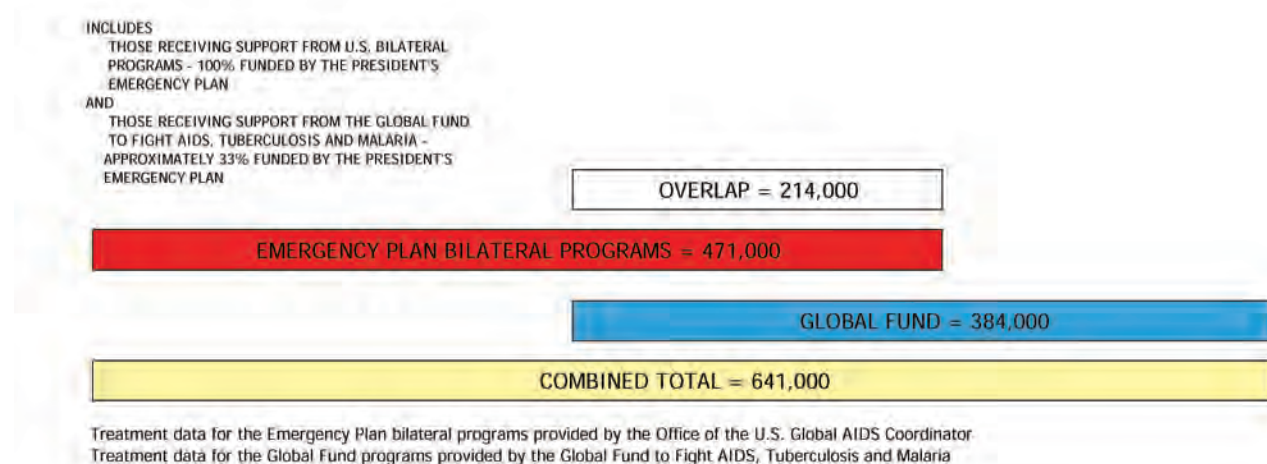 INCLUDES
THOSE RECEIVING SUPPORT FROM U.S. BILATERAL
PROGRAMS - 100% FUNDED BY THE PRESIDENT'S
EMERGENCY PLAN
AND
THOSE RECEIVING SUPPORT FROM THE GLOBAL FUND
TO FIGHT AIDS, TUBERCULOSIS AND MALARIA -
APPROXIMATELY 33% FUNDED BY THE PRESIDENT'S
EMERGENCY PLAN
OVERLAP = 214,000
EMERGENCY PLAN BILATERAL PROGRAMS = 471,000
GLOBAL FUND = 384,000
COMBINED TOTAL = 641,000
Treatment data for the Emergency Plan bilateral programs provided by the Office of the U.S. Global AIDS Coordinator
Treatment data for the Global Fund programs provided by the Global Fund to Fight AIDS, Tuberculosis and Malaria